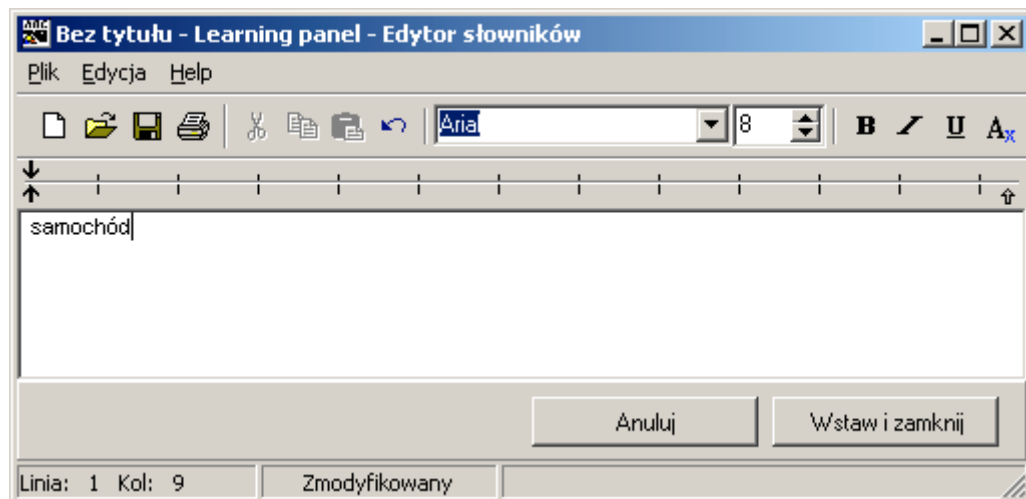 Bez tytułu - Learning panel - Edytor słowników
Plik Edycja Help
Arial 8 B I U Ax
samochód
Anuluj Wstaw i zamknij
Linia: 1 Kol: 9 Zmodyfikowany